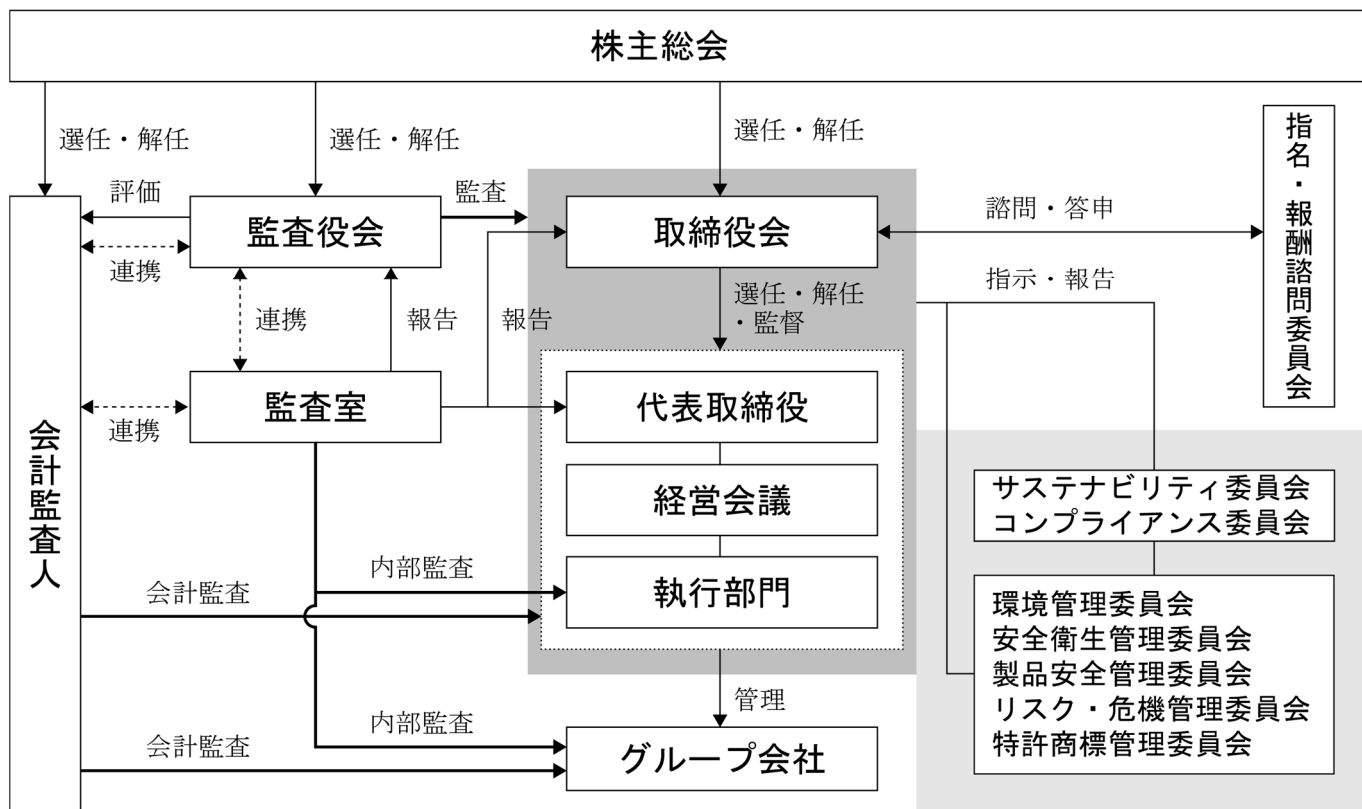 株主総会
選任・解任
選任・解任
選任・解任
指名・報酬諮問委員会
評価
監査役会
監査
取締役会
諮問・答申
連携
連携
報告
報告
選任・解任
・監督
指示・報告
会計監査人
連携
監査室
代表取締役
経営会議
サステナビリティ委員会
コンプライアンス委員会
内部監査
執行部門
会計監査
環境管理委員会
安全衛生管理委員会
製品安全管理委員会
リスク・危機管理委員会
特許商標管理委員会
管理
内部監査
グループ会社
会計監査